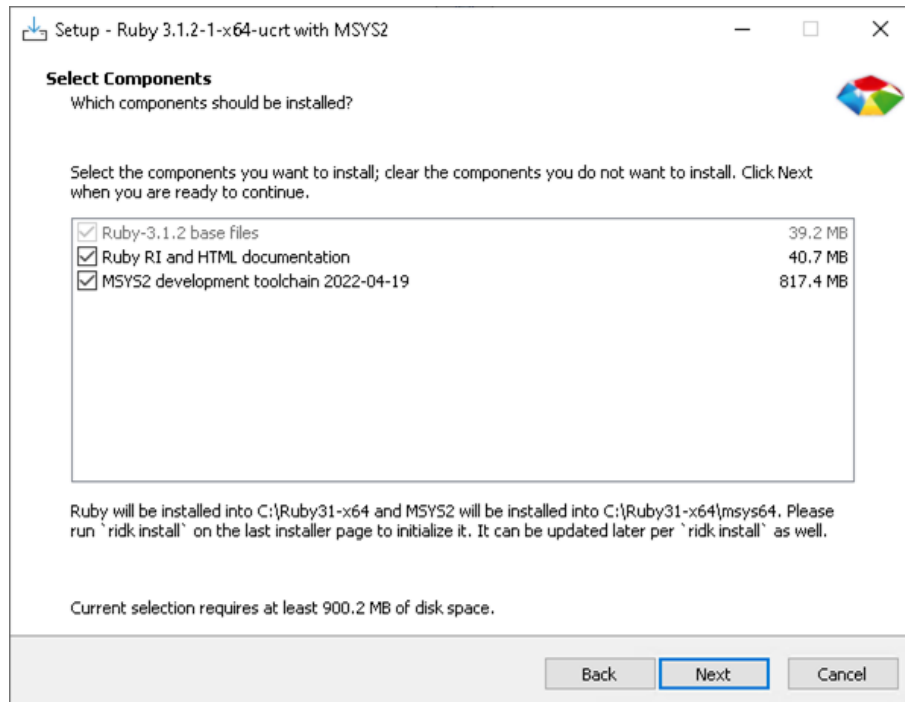 Setup - Ruby 3.1.2-1-x64-ucrt with MSYS2
Select Components
Which components should be installed?
Select the components you want to install; clear the components you do not want to install. Click Next
when you are ready to continue.
Ruby-3.1.2 base files 39.2 MB
Ruby RI and HTML documentation 40.7 MB
MSYS2 development toolchain 2022-04-19 817.4 MB
Ruby will be installed into C:\Ruby31-x64 and MSYS2 will be installed into C:\Ruby31-x64\msys64. Please
run `ridk install` on the last installer page to initialize it. It can be updated later per `ridk install` as well.
Current selection requires at least 900.2 MB of disk space.
Back Next Cancel